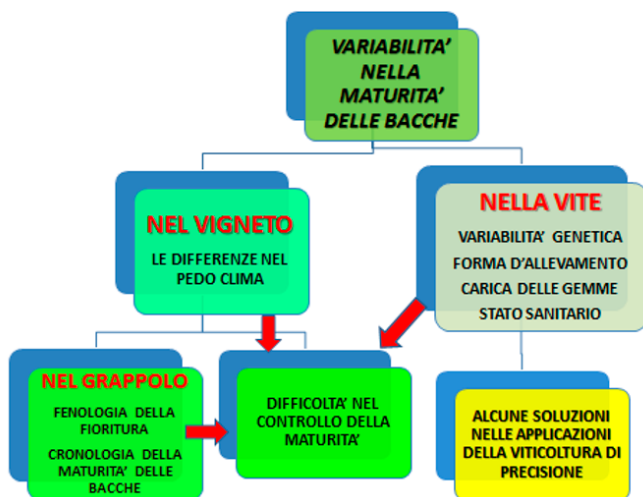 VARIABILITA’
NELLA
MATURITA’
DELLE BACCHE
NEL VIGNETO
LE DIFFERENZE NEL
PEDO CLIMA
NELLA VITE
VARIABILITA’ GENETICA
FORMA D’ALLEVAMENTO
CARICA DELLE GEMME
STATO SANITARIO
NEL GRAPPOLO
FENOLOGIA DELLA
FIORITURA
CRONOLOGIA DELLA
MATURITA’ DELLE
BACCHE
DIFFICOLTA’ NEL
CONTROLLO DELLA
MATURITA’
ALCUNE SOLUZIONI
NELLE APPLICAZIONI
DELLA VITICOLTURA DI
PRECISIONE